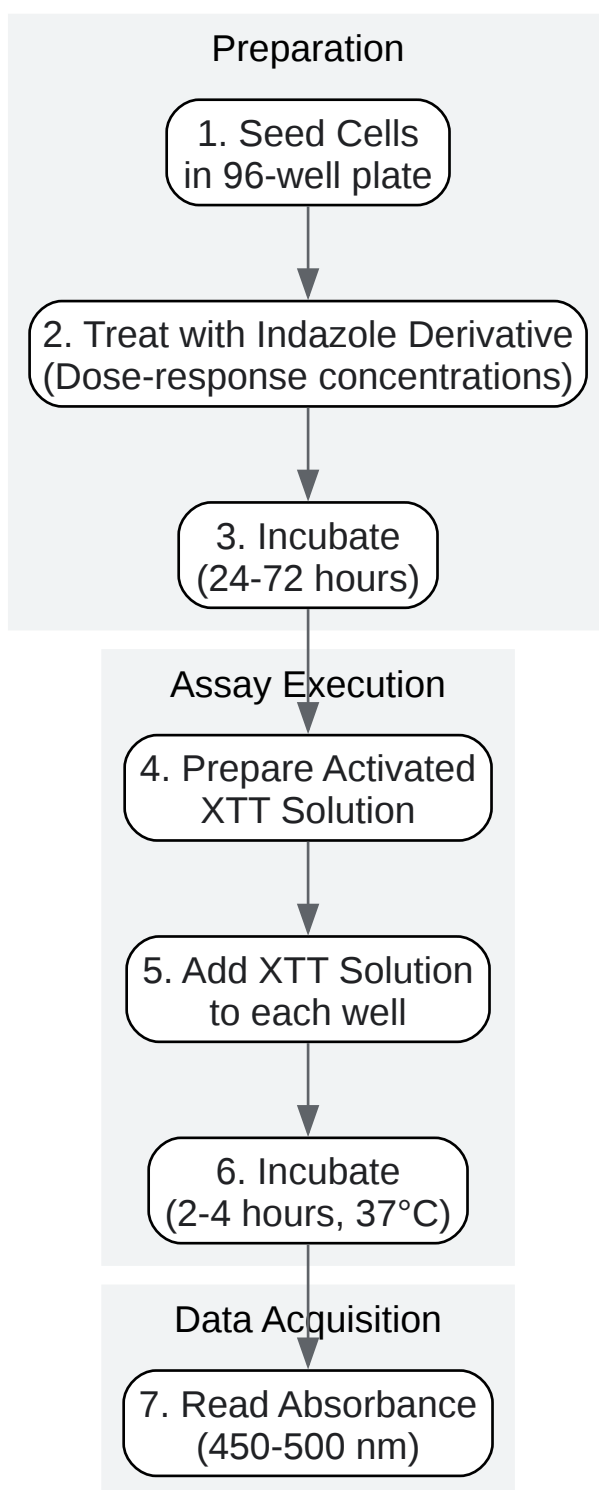 Preparation
1. Seed Cells
in 96-well plate
2. Treat with Indazole Derivative
(Dose-response concentrations)
3. Incubate
(24-72 hours)
Assay Execution
4. Prepare Activated
XTT Solution
5. Add XTT Solution
to each well
6. Incubate
(2-4 hours, 37°C)
Data Acquisition
7. Read Absorbance
(450-500 nm)